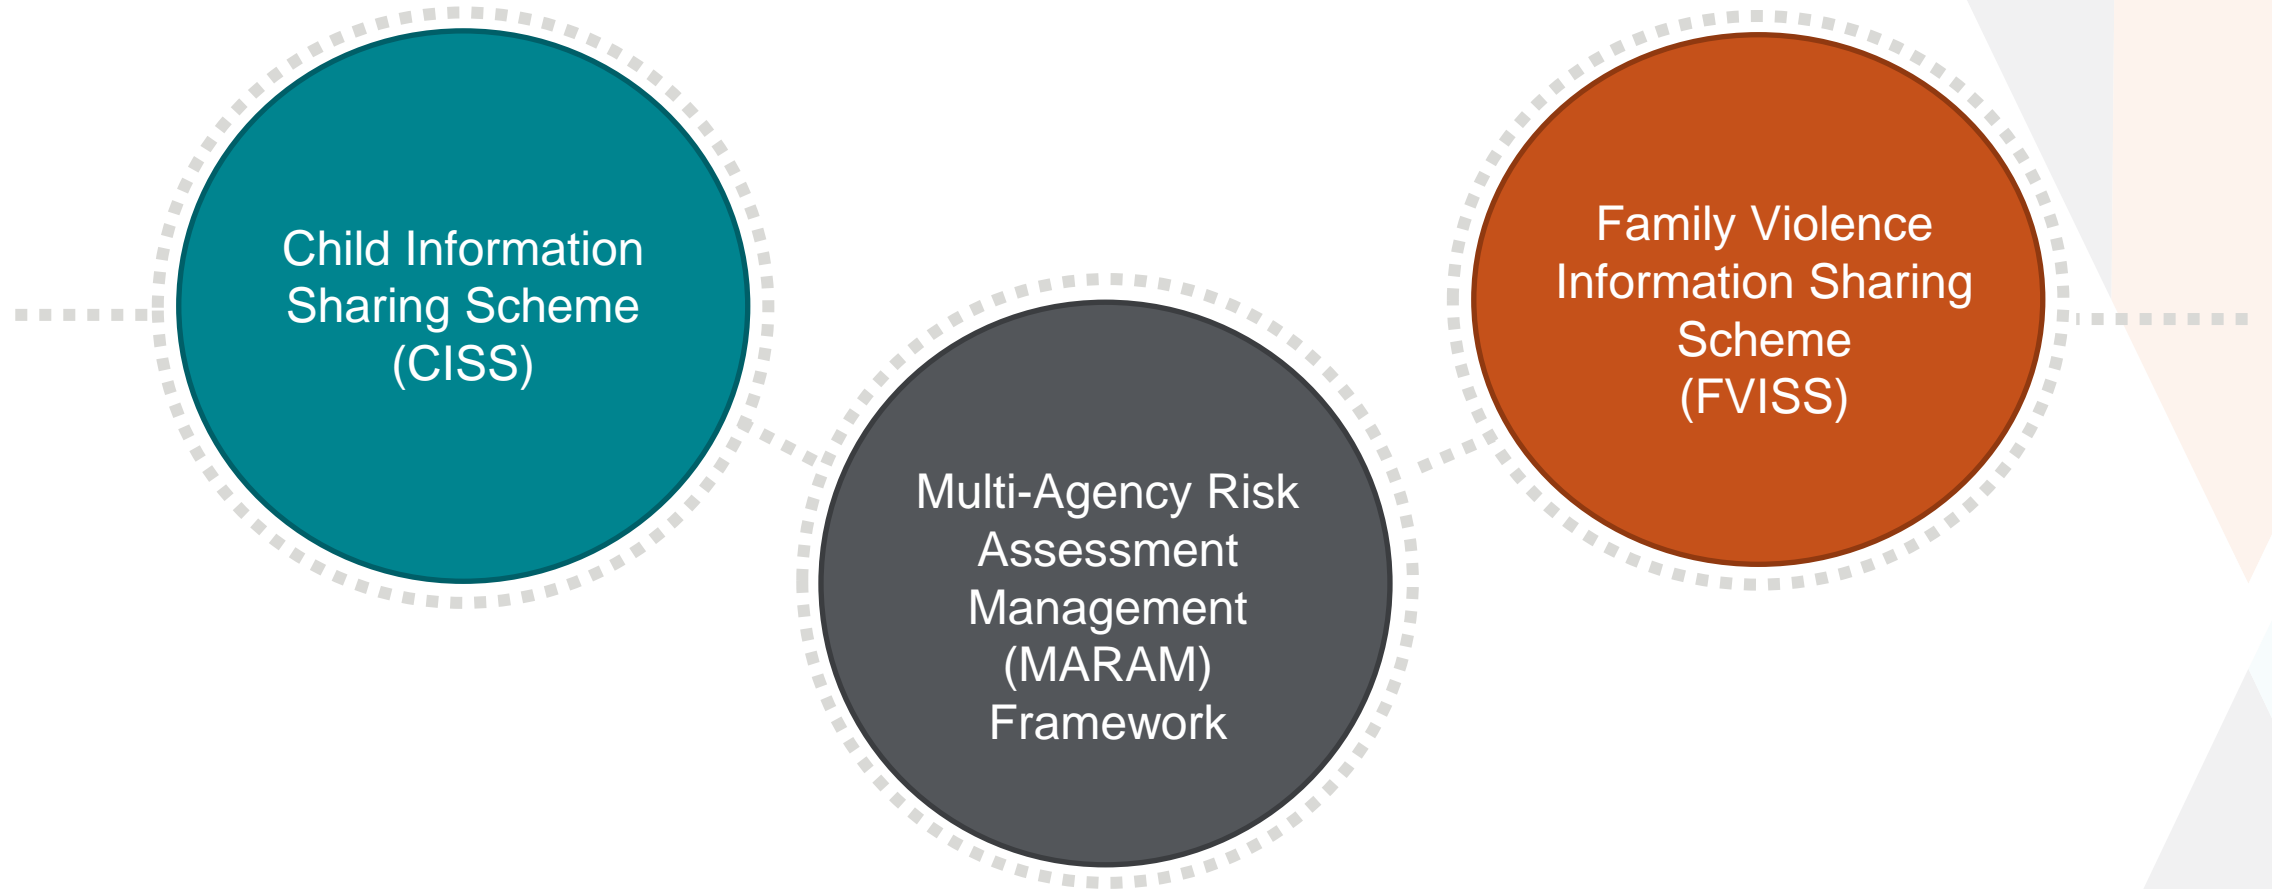 Child Information
Sharing Scheme
(CISS)
Multi-Agency Risk
Assessment
Management
(MARAM)
Framework
Family Violence
Information Sharing
Scheme
(FVISS)